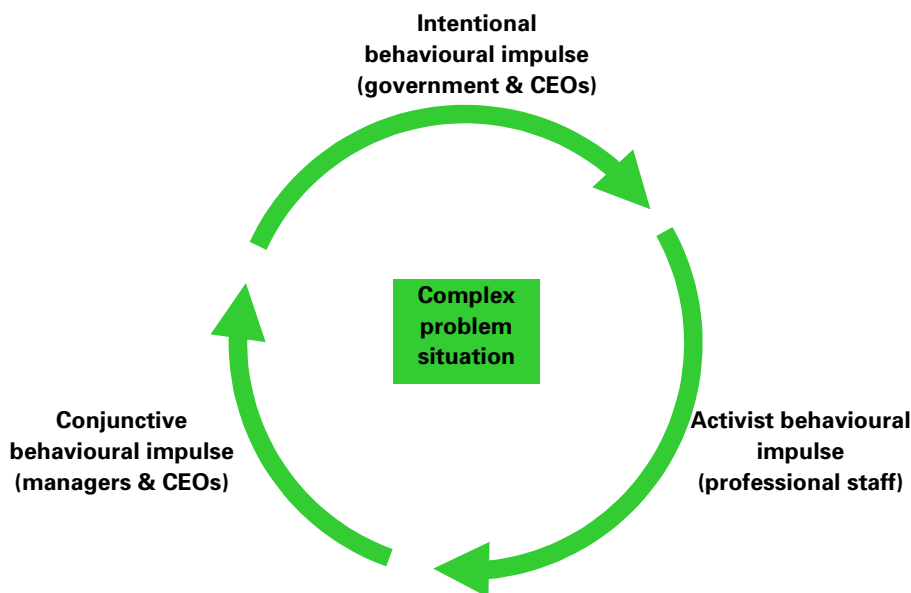 Intentional
behavioural impulse
(government & CEOs)
Complex
problem
situation
Conjunctive
behavioural impulse
(managers & CEOs)
Activist behavioural
impulse
(professional staff)